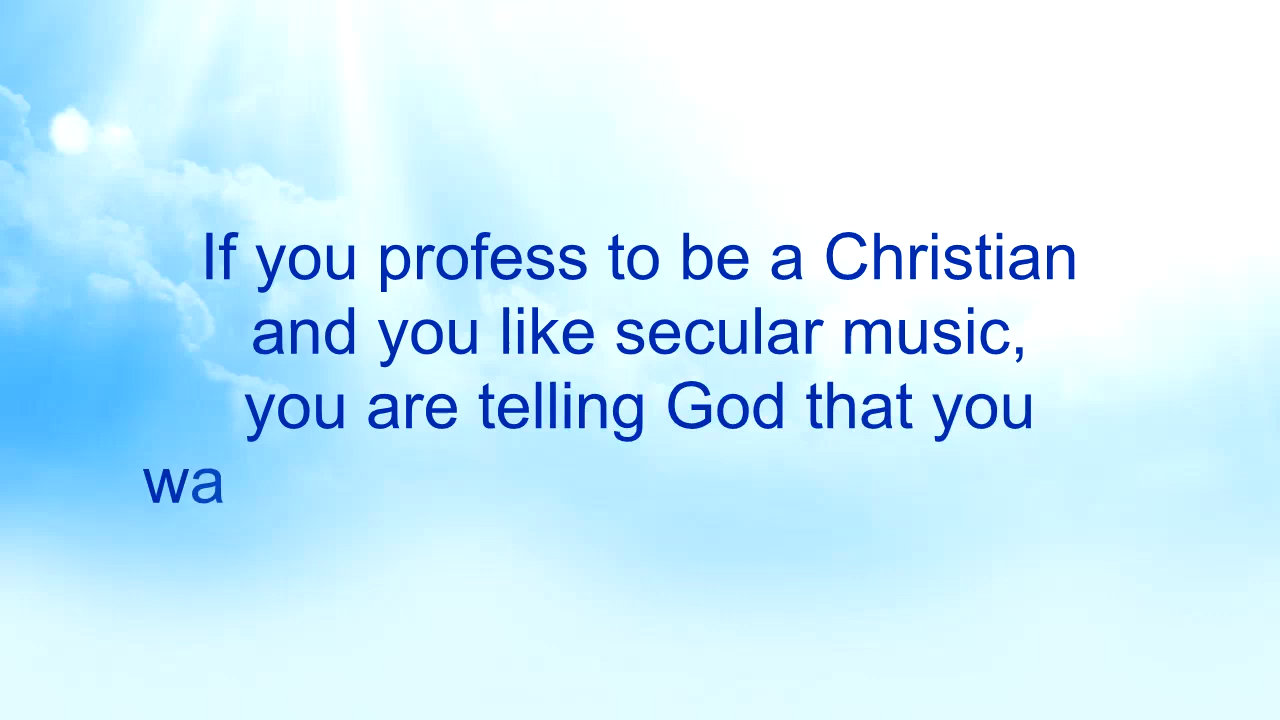 If you profess to be a Christian
and you like secular music,
you are telling God that you
wa